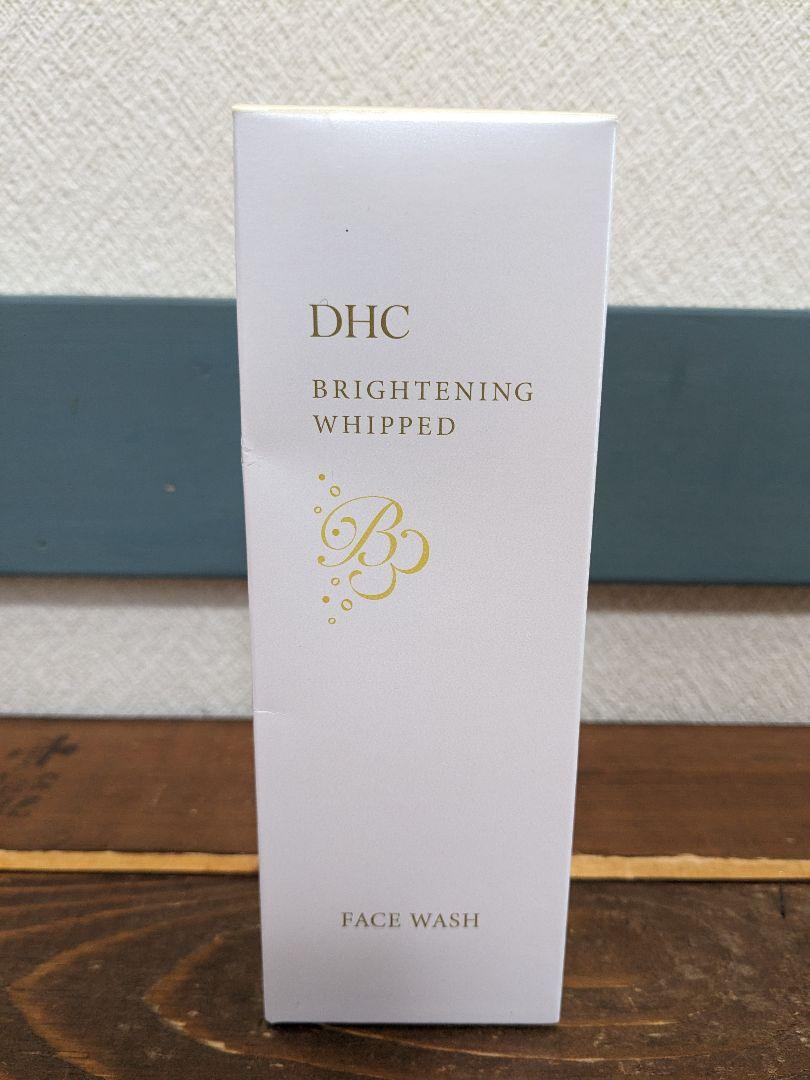 DHC
BRIGHTENING
WHIPPED
B
FACE WASH